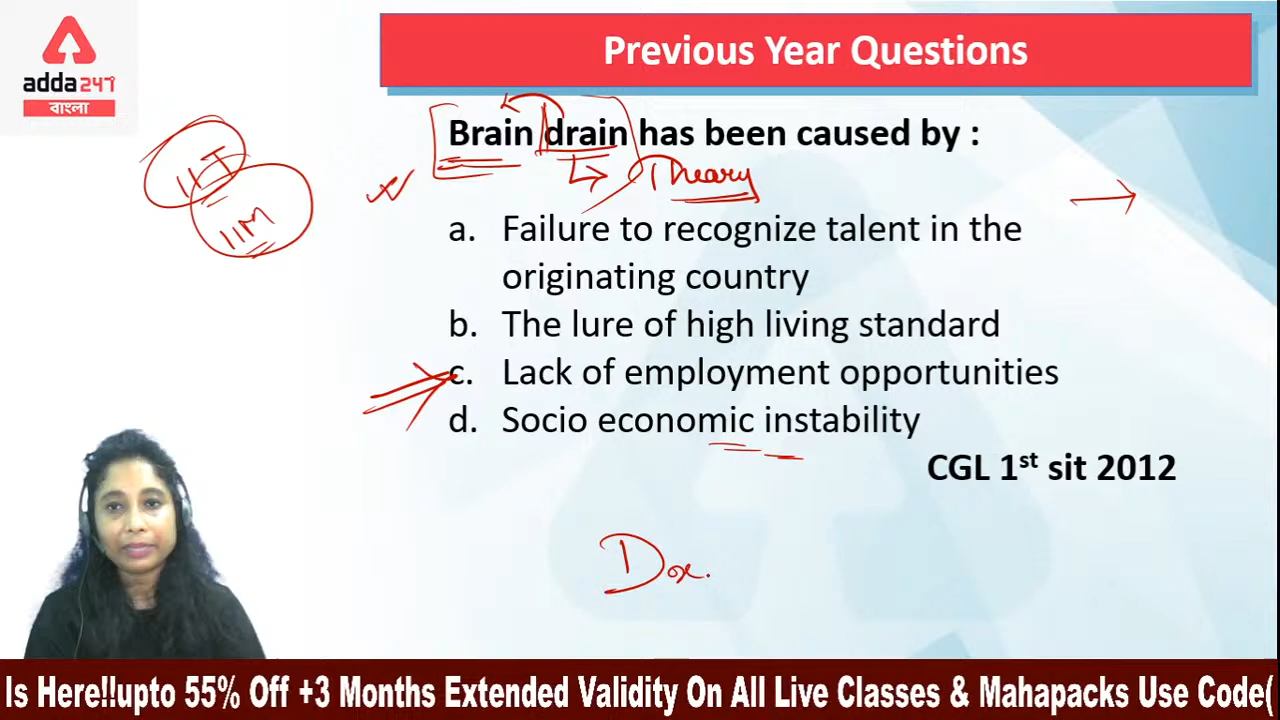 adda247
বাংলা
Previous Year Questions
Brain drain has been caused by :
Theory
IIT
IIM
a. Failure to recognize talent in the
originating country
b. The lure of high living standard
c. Lack of employment opportunities
d. Socio economic instability
CGL 1st sit 2012
Is Here!!upto 55% Off +3 Months Extended Validity On All Live Classes & Mahapacks Use Code(